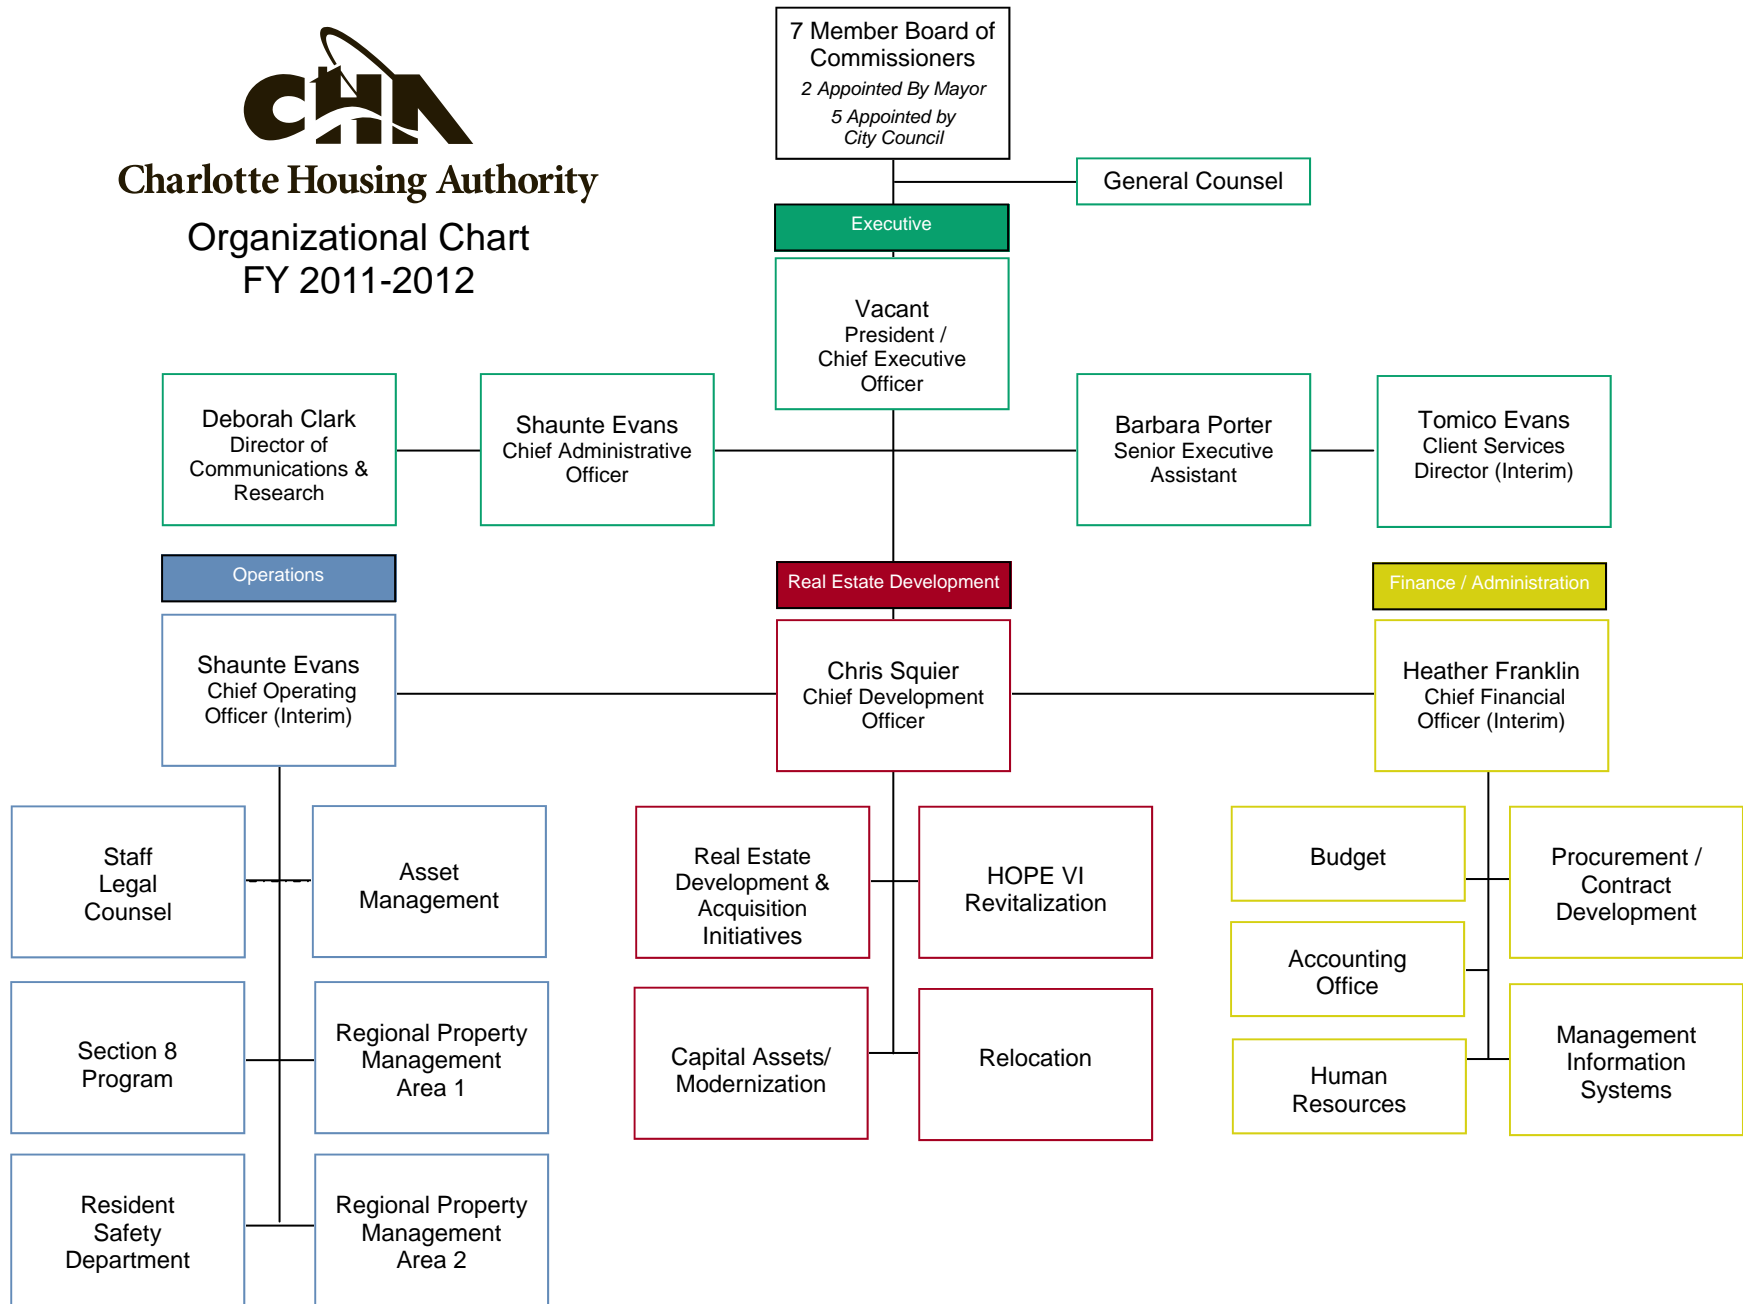 CHA
Charlotte Housing Authority
Organizational Chart
FY 2011-2012
7 Member Board of
Commissioners
2 Appointed By Mayor
5 Appointed by
City Council
General Counsel
Executive
Vacant
President /
Chief Executive
Officer
Deborah Clark
Director of
Communications &
Research
Shaunte Evans
Chief Administrative
Officer
Barbara Porter
Senior Executive
Assistant
Tomico Evans
Client Services
Director (Interim)
Operations
Real Estate Development
Finance / Administration
Shaunte Evans
Chief Operating
Officer (Interim)
Chris Squier
Chief Development
Officer
Heather Franklin
Chief Financial
Officer (Interim)
Staff
Legal
Counsel
Asset
Management
Section 8
Program
Regional Property
Management
Area 1
Resident
Safety
Department
Regional Property
Management
Area 2
Real Estate
Development &
Acquisition
Initiatives
HOPE VI
Revitalization
Capital Assets/
Modernization
Relocation
Budget
Procurement /
Contract
Development
Accounting
Office
Management
Information
Systems
Human
Resources